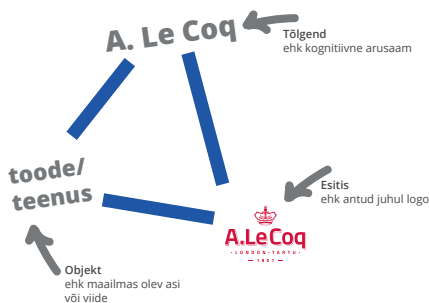 A. Le Coq
Tõlgend
ehk kognitiivne arusaam
toode/
teenus
Esitis
ehk antud juhul logo
A.LeCoq
·LONDON·TARTU·
1807
Objekt
ehk maailmas olev asi
või viide